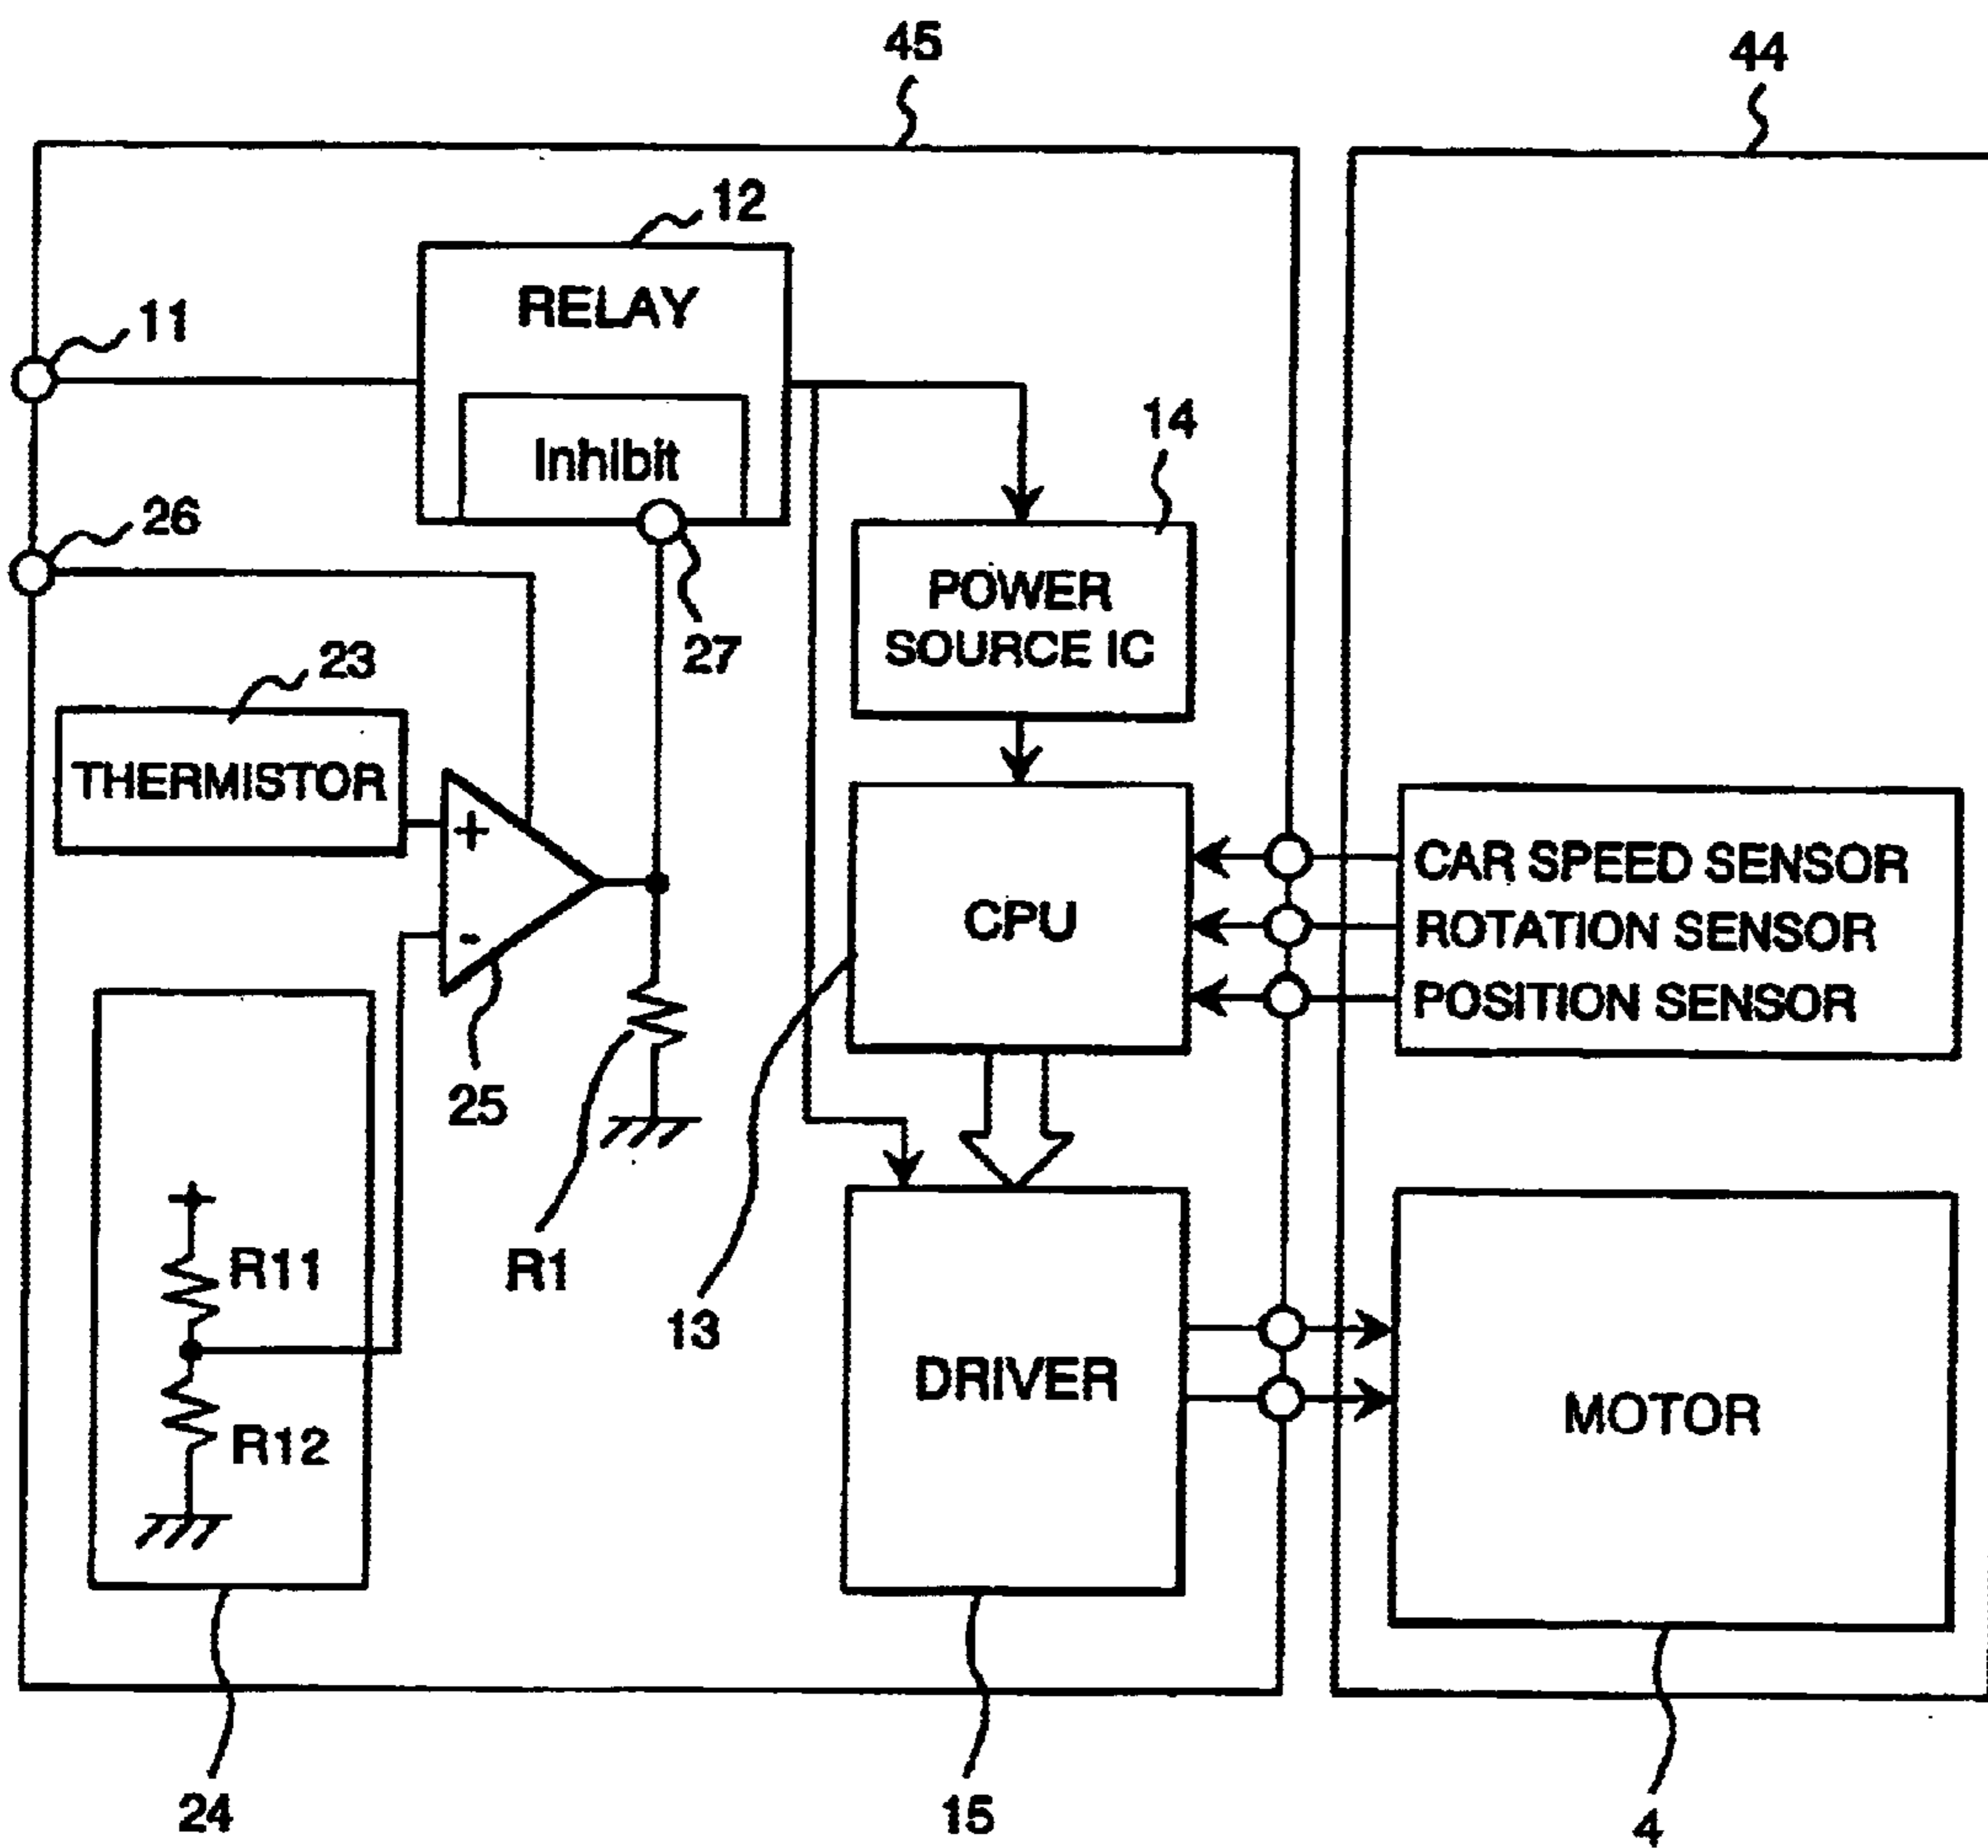 45
44
12
RELAY
11
Inhibit
14
26
POWER
SOURCE IC
27
23
THERMISTOR
+
-
CAR SPEED SENSOR
CPU
ROTATION SENSOR
POSITION SENSOR
25
R11
R1
13
DRIVER
MOTOR
R12
24
15
4